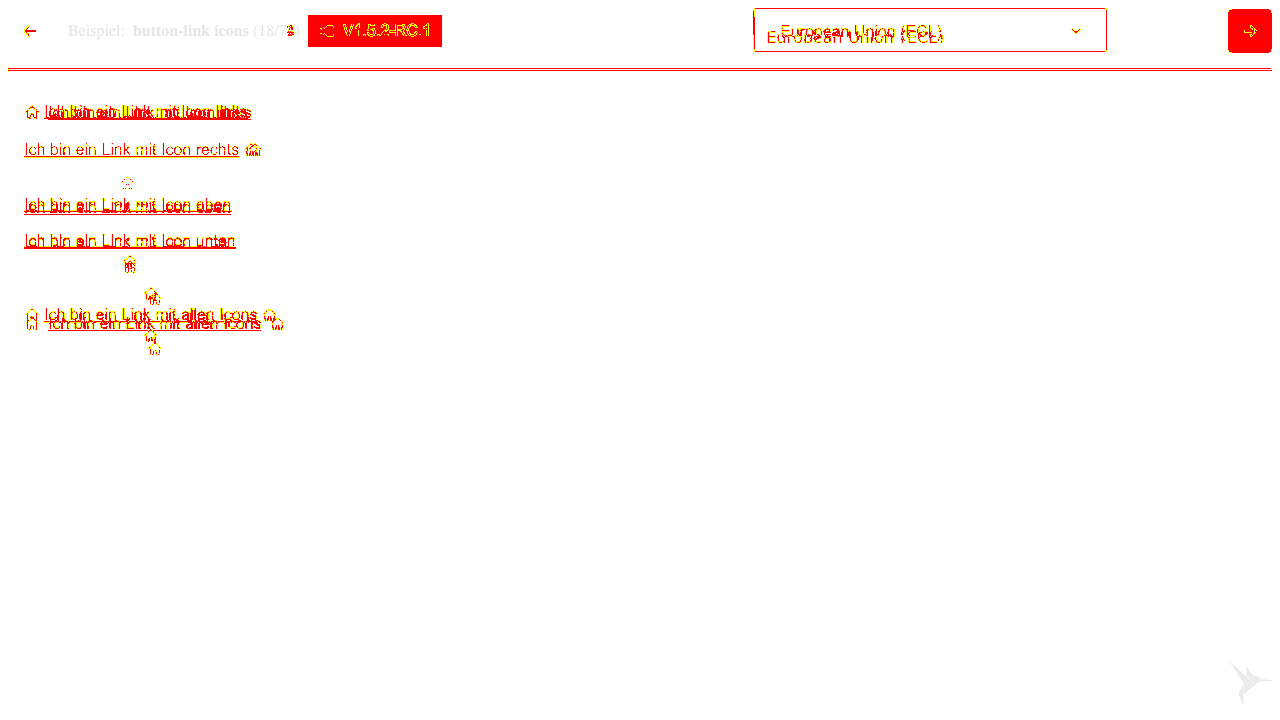 Beispiel: button-link icons (18/7 V1.5.2-RC.1 European Union (ECL)
Ich bin ein Link mit Icon links
Ich bin ein Link mit Icon rechts
Ich bin ein Link mit Icon oben
Ich bin ein Link mit Icon unten
Ich bin ein Link mit allen Icons